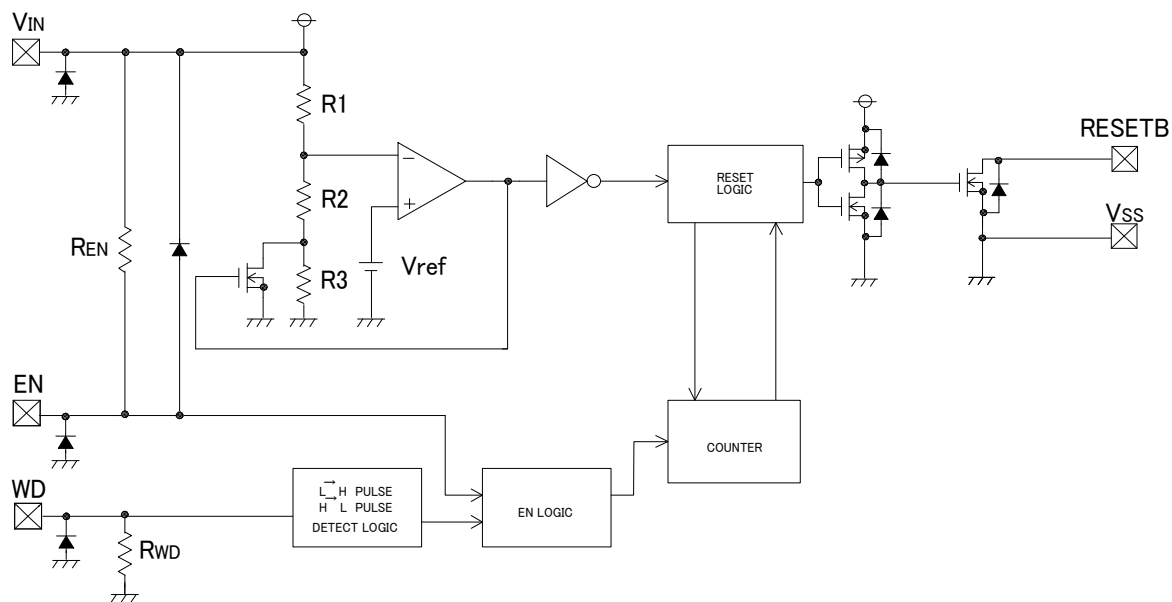 VIN
R1
RESETB
RESET
LOGIC
R2
VSS
REN
Vref
R3
EN
COUNTER
WD
L→H PULSE
H→L PULSE
DETECT LOGIC
EN LOGIC
RWD